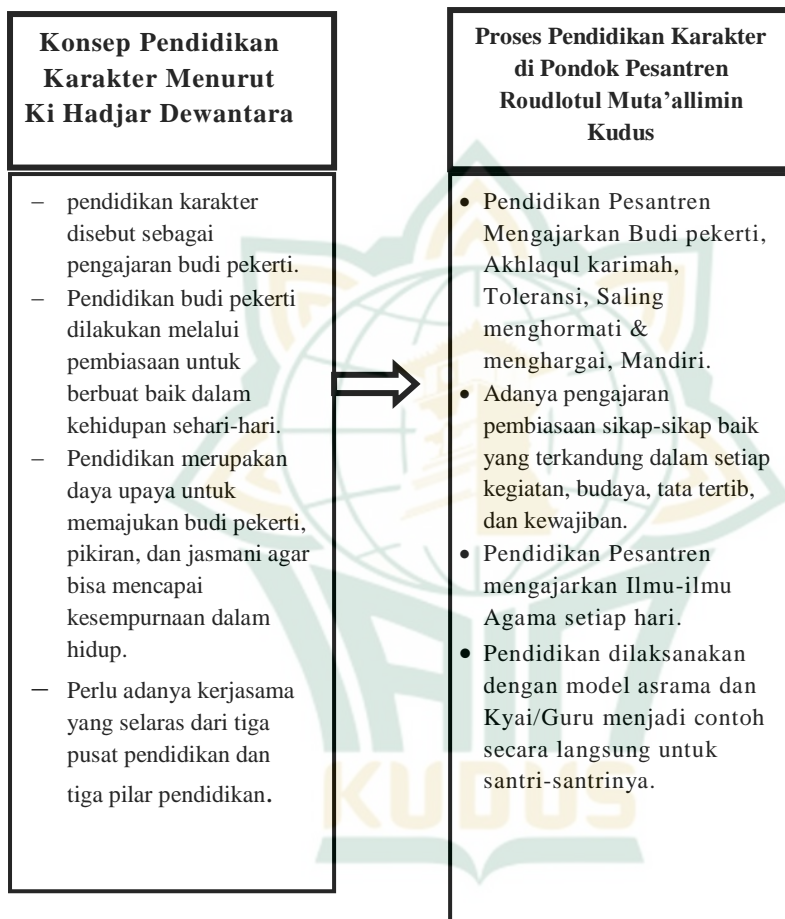 Konsep Pendidikan
Karakter Menurut
Ki Hadjar Dewantara
– pendidikan karakter
disebut sebagai
pengajaran budi pekerti.
– Pendidikan budi pekerti
dilakukan melalui
pembiasaan untuk
berbuat baik dalam
kehidupan sehari-hari.
– Pendidikan merupakan
daya upaya untuk
memajukan budi pekerti,
pikiran, dan jasmani agar
bisa mencapai
kesempurnaan dalam
hidup.
– Perlu adanya kerjasama
yang selaras dari tiga
pusat pendidikan dan
tiga pilar pendidikan.
Proses Pendidikan Karakter
di Pondok Pesantren
Roudlotul Muta’allimin
Kudus
• Pendidikan Pesantren
Mengajarkan Budi pekerti,
Akhlaqul karimah,
Toleransi, Saling
menghormati &
menghargai, Mandiri.
• Adanya pengajaran
pembiasaan sikap-sikap baik
yang terkandung dalam setiap
kegiatan, budaya, tata tertib,
dan kewajiban.
• Pendidikan Pesantren
mengajarkan Ilmu-ilmu
Agama setiap hari.
• Pendidikan dilaksanakan
dengan model asrama dan
Kyai/Guru menjadi contoh
secara langsung untuk
santri-santrinya.
IAIN
KUDUS